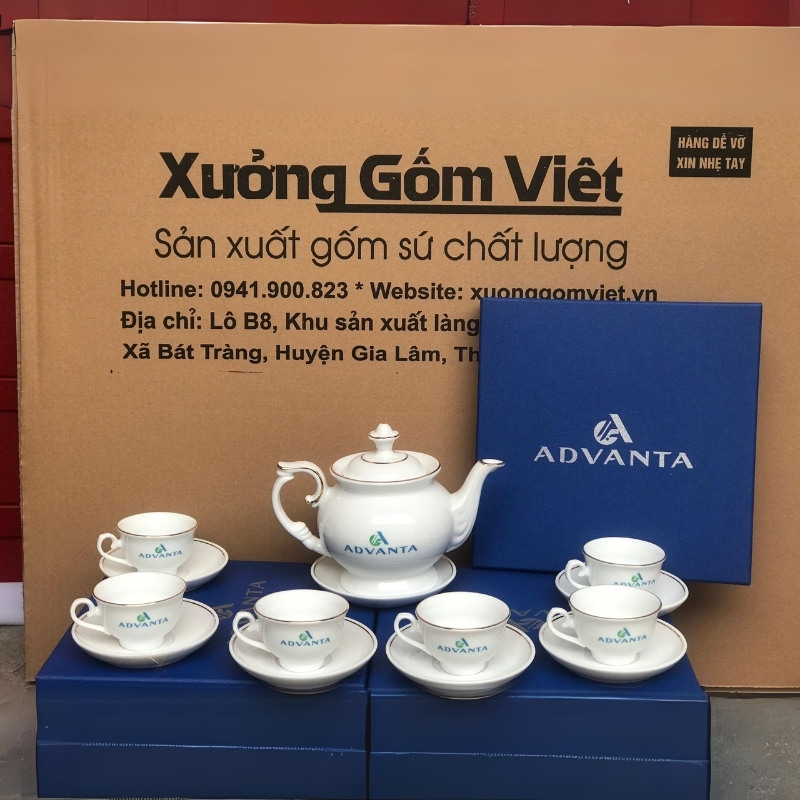 HÀNG DỄ VỠ
XIN NHẸ TAY
Xưởng Gốm Việt
Sản xuất gốm sứ chất lượng
Hotline: 0941.900.823 * Website: xuonggomviet.vn
Địa chỉ: Lô B8, Khu sản xuất làng
Xã Bát Tràng, Huyện Gia Lâm,
ADVANTA
ADVANTA
ADVANTA
ADVANTA
ADVANTA
ADVANTA
ADVANTA
ADVANTA